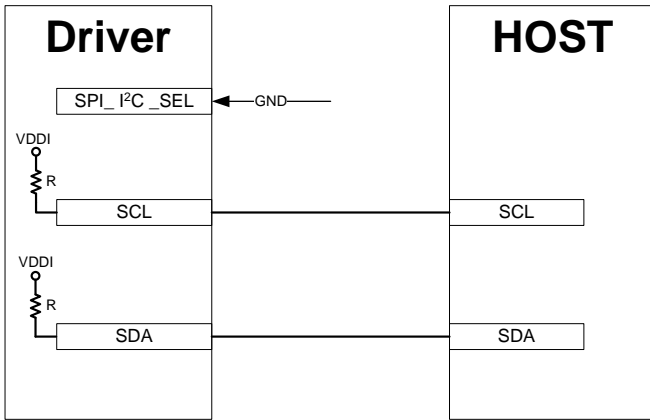 Driver
HOST
SPI_ I²C _SEL
GND
VDDI
R
SCL
SCL
VDDI
R
SDA
SDA